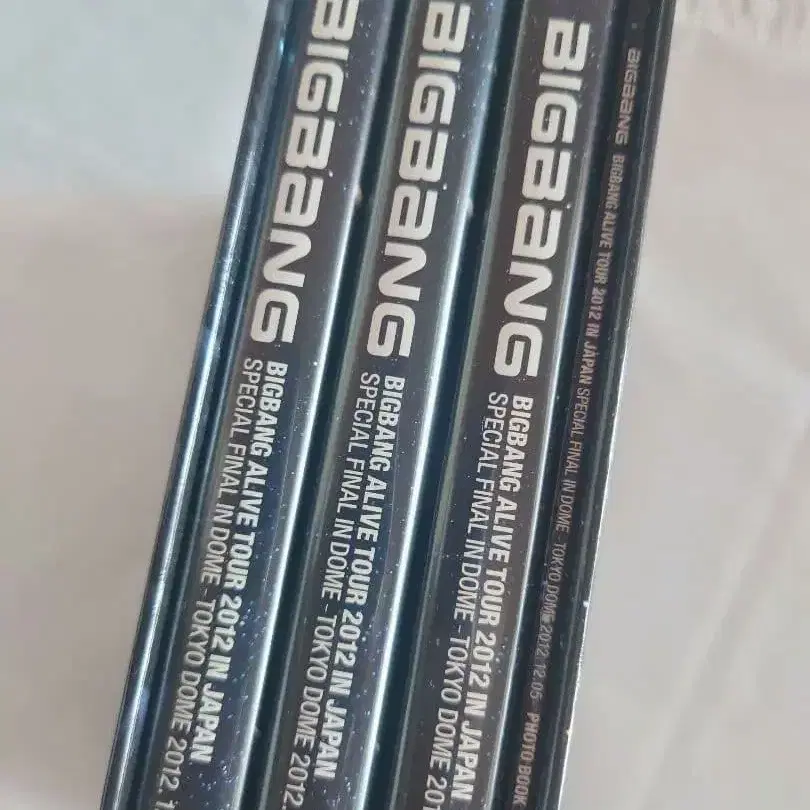 BIGBANG
BIGBANG ALIVE TOUR 2012 IN JAPAN
SPECIAL FINAL IN DOME - TOKYO DOME 2012. 1
BIGBANG
BIGBANG ALIVE TOUR 2012 IN JAPAN
SPECIAL FINAL IN DOME - TOKYO DOME 2012.
BIGBANG
BIGBANG ALIVE TOUR 2012 IN JAPAN
SPECIAL FINAL IN DOME - TOKYO DOME 201
BIGBANG BIGBANG ALIVE TOUR 2012 IN JAPAN SPECIAL FINAL IN DOME - TOKYO DOME 2012.12.05 PHOTO BOOK